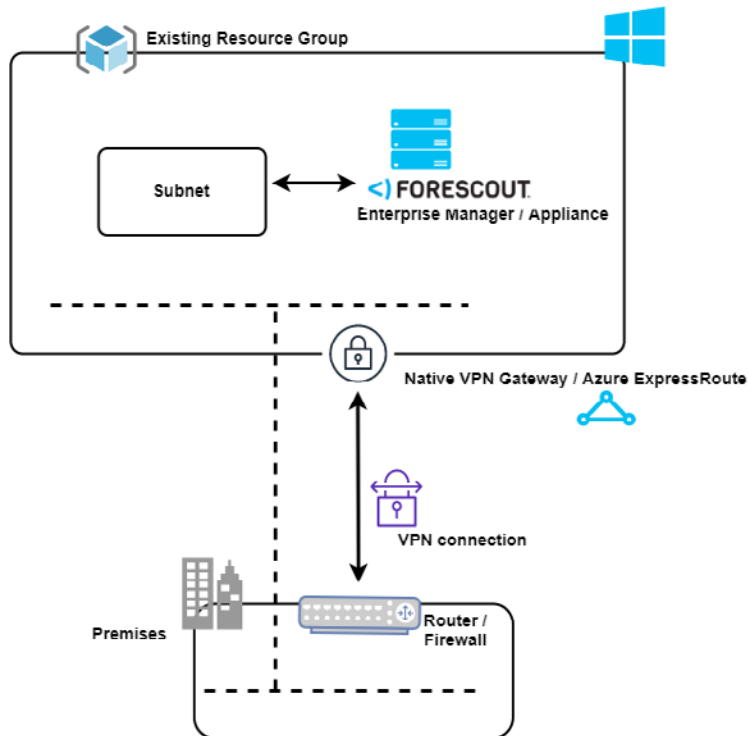 Existing Resource Group
Subnet
<) FORESCOUT.
Enterprise Manager / Appliance
Native VPN Gateway / Azure ExpressRoute
VPN connection
Premises
Router /
Firewall